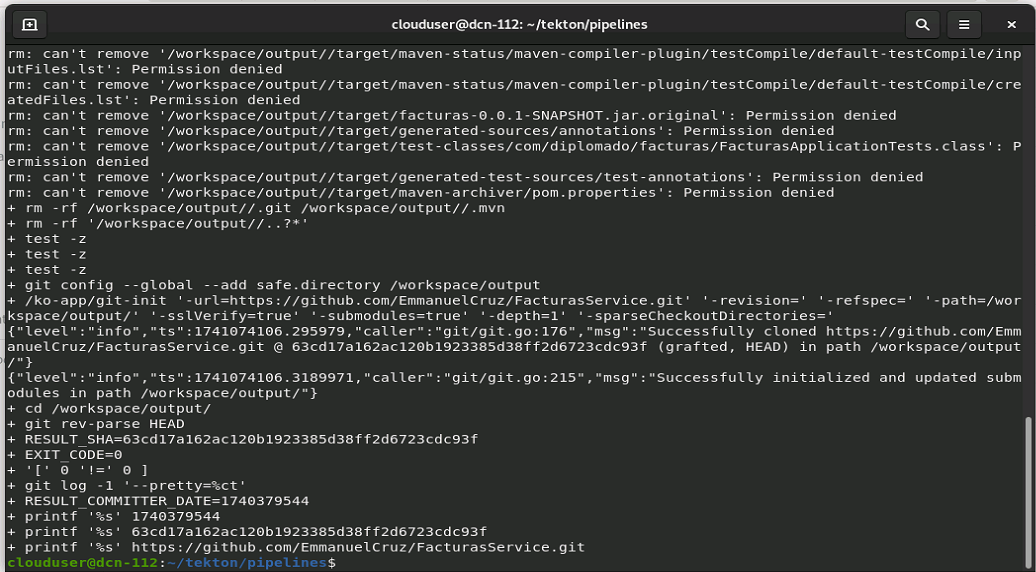 clouduser@dcn-112: ~/tekton/pipelines
rm: can't remove '/workspace/output//target/maven-status/maven-compiler-plugin/testCompile/default-testCompile/inp
utFiles.lst': Permission denied
rm: can't remove '/workspace/output//target/maven-status/maven-compiler-plugin/testCompile/default-testCompile/cre
atedFiles.lst': Permission denied
rm: can't remove '/workspace/output//target/facturas-0.0.1-SNAPSHOT.jar.original': Permission denied
rm: can't remove '/workspace/output//target/generated-sources/annotations': Permission denied
rm: can't remove '/workspace/output//target/test-classes/com/diplomado/facturas/FacturasApplicationTests.class': P
ermission denied
rm: can't remove '/workspace/output//target/generated-test-sources/test-annotations': Permission denied
rm: can't remove '/workspace/output//target/maven-archiver/pom.properties': Permission denied
+ rm -rf /workspace/output//.git /workspace/output//.mvn
+ rm -rf '/workspace/output//..?*'
+ test -z
+ test -z
+ test -z
+ git config --global --add safe.directory /workspace/output
+ /ko-app/git-init '-url=https://github.com/EmmanuelCruz/FacturasService.git' '-revision=' '-refspec=' '-path=/wor
kspace/output/' '-sslVerify=true' '-submodules=true' '-depth=1' '-sparseCheckoutDirectories='
{"level":"info","ts":1741074106.295979,"caller":"git/git.go:176","msg":"Successfully cloned https://github.com/Emm
anuelCruz/FacturasService.git @ 63cd17a162ac120b1923385d38ff2d6723cdc93f (grafted, HEAD) in path /workspace/output
/"}
{"level":"info","ts":1741074106.3189971,"caller":"git/git.go:215","msg":"Successfully initialized and updated subm
odules in path /workspace/output/"}
+ cd /workspace/output/
+ git rev-parse HEAD
+ RESULT_SHA=63cd17a162ac120b1923385d38ff2d6723cdc93f
+ EXIT_CODE=0
+ '[' 0 '!=' 0 ]
+ git log -1 '--pretty=%ct'
+ RESULT_COMMITTER_DATE=1740379544
+ printf '%s' 1740379544
+ printf '%s' 63cd17a162ac120b1923385d38ff2d6723cdc93f
+ printf '%s' https://github.com/EmmanuelCruz/FacturasService.git
clouduser@dcn-112:~/tekton/pipelines$